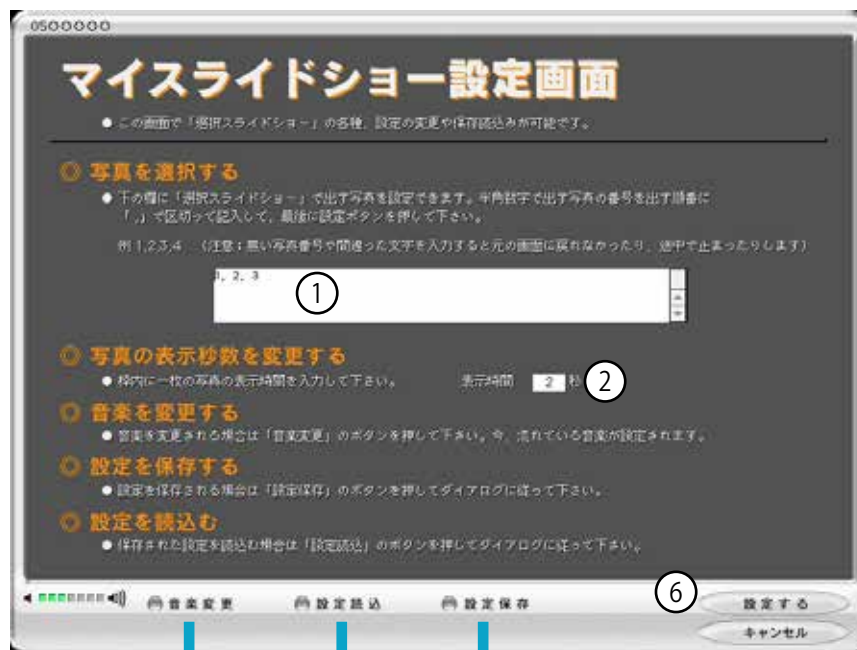 0500000
マイスライドショー設定画面
● この画面で「選択スライドショー」の各種、設定の変更や保存読込みが可能です。
◎ 写真を選択する
● 下の欄に「選択スライドショー」で出す写真を設定できます。半角数字で出す写真の番号を出す順番に
「,」で区切って記入して、最後に設定ボタンを押して下さい。
例 1,2,3,4 （注意：無い写真番号や間違った文字を入力すると元の画面に戻れなかったり、途中で止まったりします）
1, 2, 3
①
◎ 写真の表示秒数を変更する
● 枠内に一枚の写真の表示時間を入力して下さい。 表示時間 2 秒 ②
◎ 音楽を変更する
● 音楽を変更される場合は「音楽変更」のボタンを押して下さい。今、流れている音楽が設定されます。
◎ 設定を保存する
● 設定を保存される場合は「設定保存」のボタンを押してダイアログに従って下さい。
◎ 設定を読込む
● 保存された設定を読込む場合は「設定読込」のボタンを押してダイアログに従って下さい。
音楽変更 設定読込 設定保存 ⑥ 設定する
キャンセル